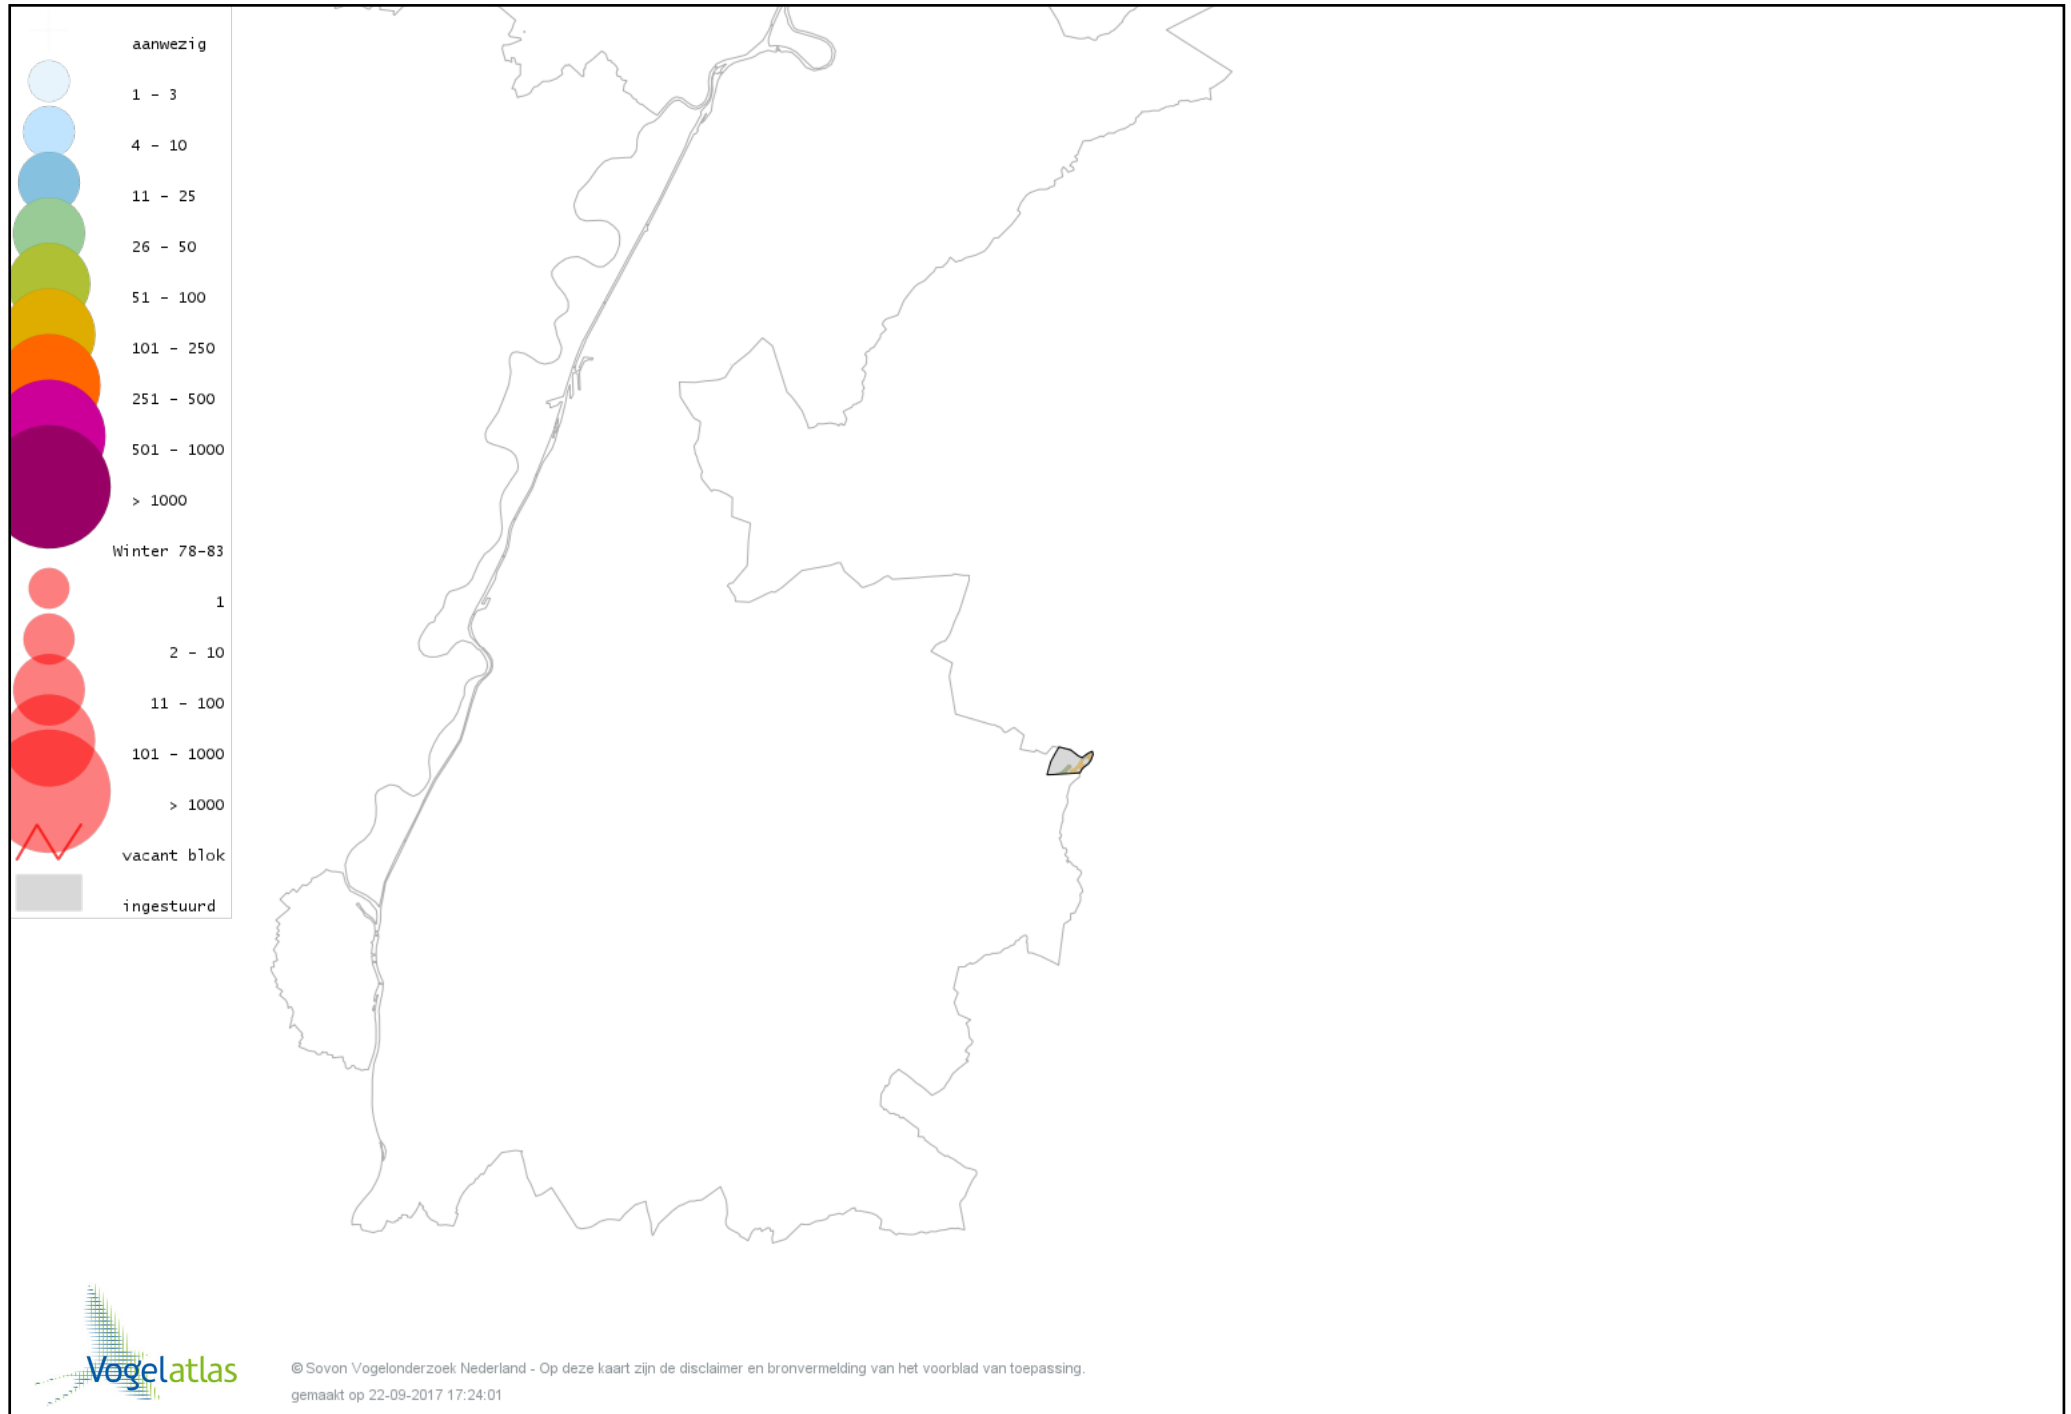 aanwezig
1 - 3
4 - 10
11 - 25
26 - 50
51 - 100
101 - 250
251 - 500
501 - 1000
> 1000
Winter 78-83
1
2 - 10
11 - 100
101 - 1000
> 1000
vacant blok
ingestuurd
Vogelatlas
© Sovon Vogelonderzoek Nederland - Op deze kaart zijn de disclaimer en bronvermelding van het voorblad van toepassing.
gemaakt op 22-09-2017 17:24:01